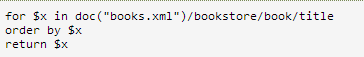 for $x in doc("books.xml")/bookstore/book/title
order by $x
return $x